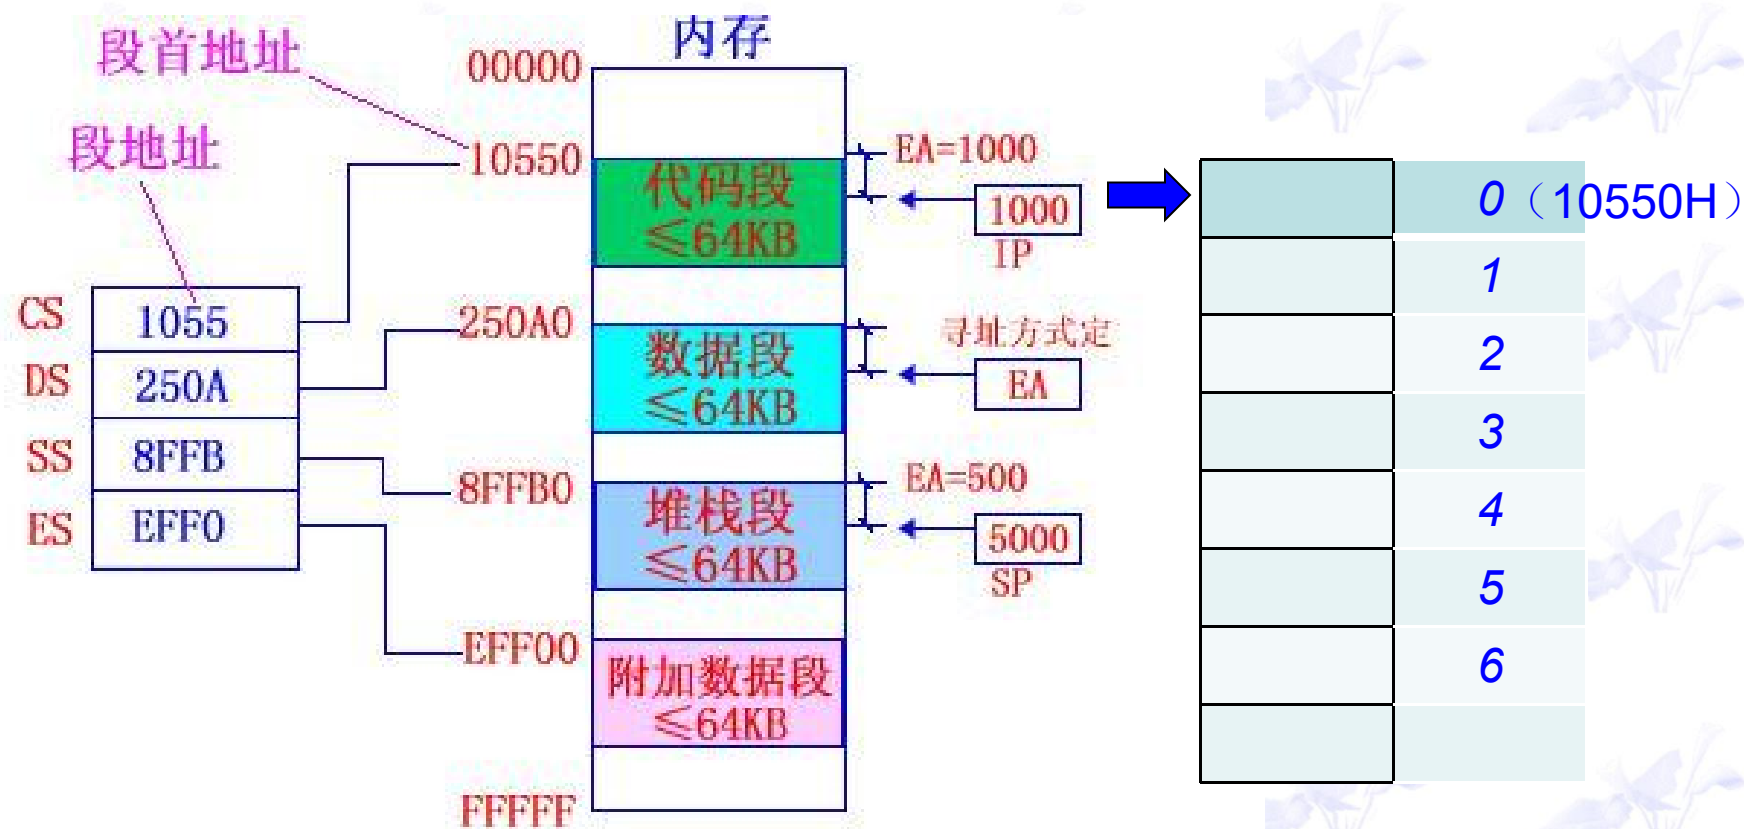 内存
段首地址
00000
段地址
10550
EA=1000
代码段
≤64KB
1000
IP
0（10550H）
1
2
3
4
5
6
CS
1055
DS
250A
SS
8FFB
ES
EFF0
250A0
数据段
≤64KB
寻址方式定
EA
8FFB0
EA=500
堆栈段
≤64KB
5000
SP
EFF00
附加数据段
≤64KB
FFFFF